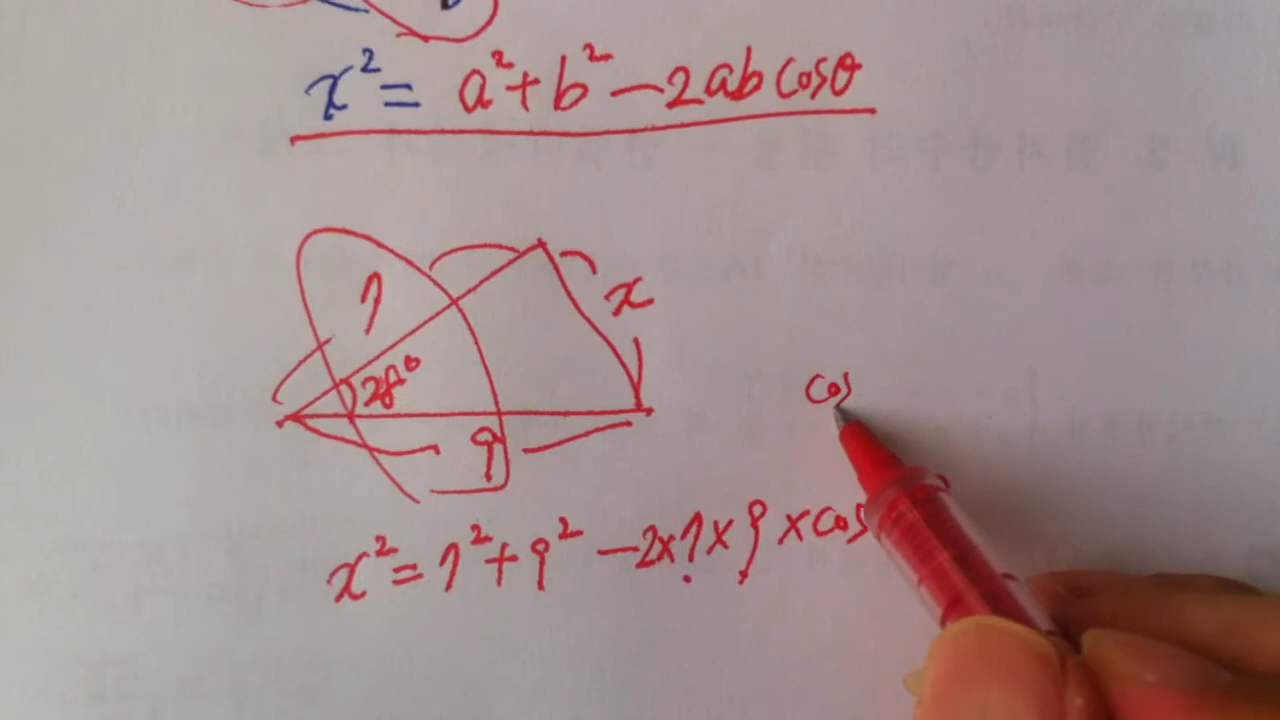 x² = a²+b² −2ab cosθ
7
x
28°
cos
9
x² = 7²+9² −2×7×9×cos